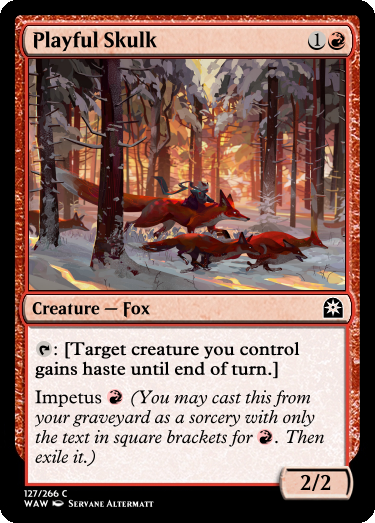 Playful Skulk 1
Creature — Fox
: [Target creature you control
gains haste until end of turn.]
Impetus (You may cast this from
your graveyard as a sorcery with only
the text in square brackets for . Then
exile it.)
2/2
127/266 C
WAW SERVANE ALTERMATT